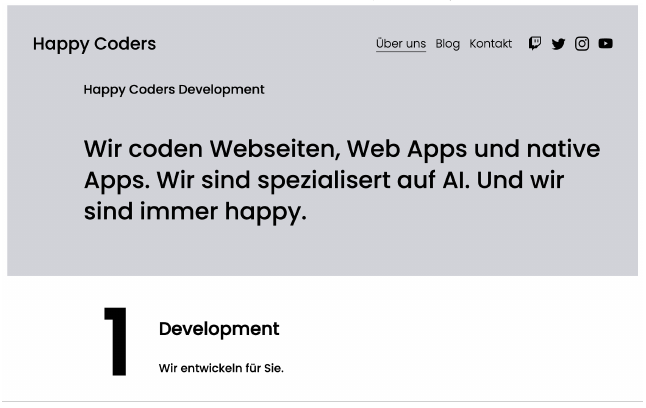 Happy Coders
Über uns Blog Kontakt
Happy Coders Development
Wir coden Webseiten, Web Apps und native
Apps. Wir sind spezialisert auf AI. Und wir
sind immer happy.
1
Development
Wir entwickeln für Sie.